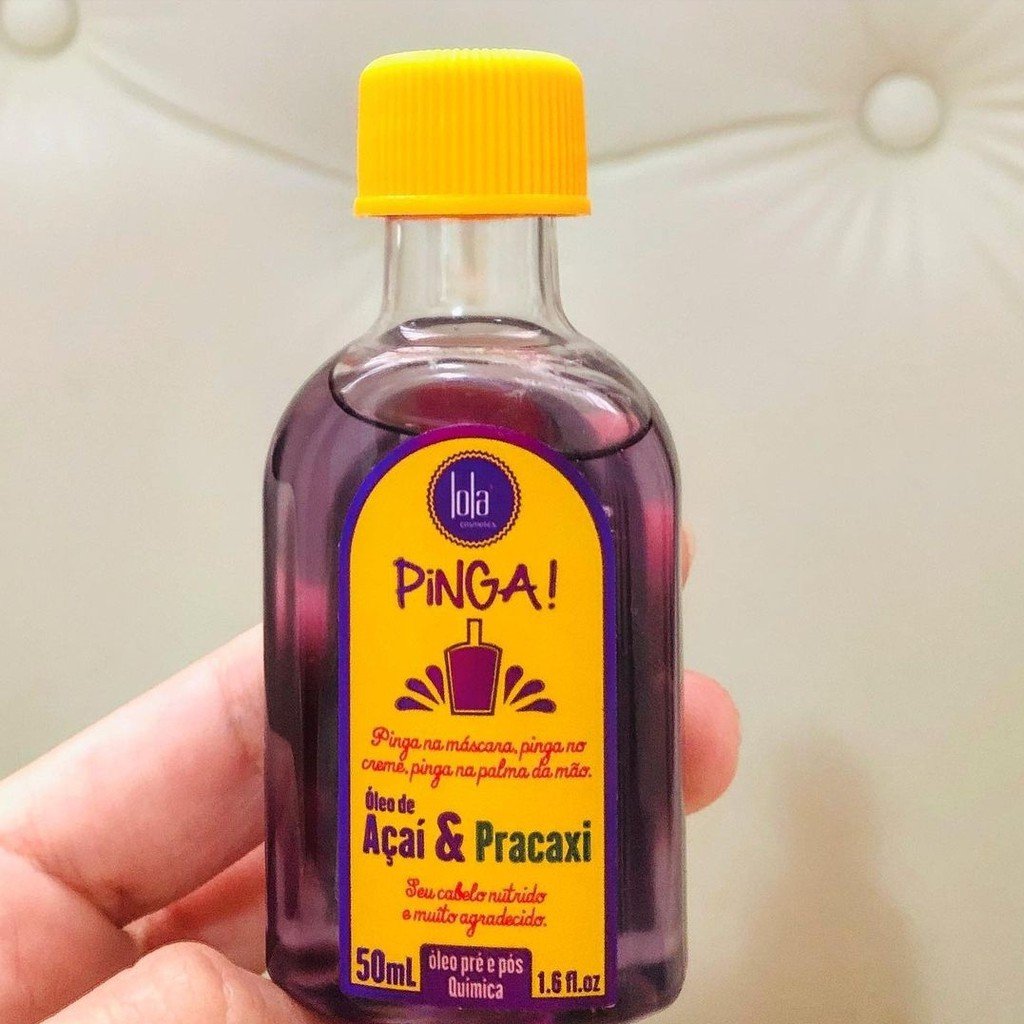 lola
cosmetics
PiNGA!
Pinga na máscara, pinga no
creme, pinga na palma da mão.
Óleo de
Açaí & Pracaxi
Seu cabelo nutrido
e muito agradecido.
50mL
óleo pré e pós
Química
1.6 fl.oz